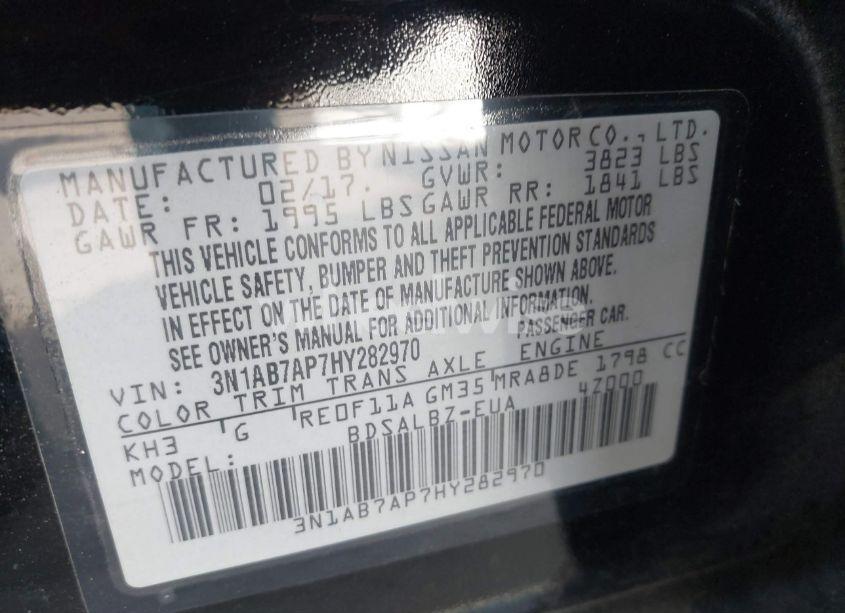 MANUFACTURED BY NISSAN MOTOR CO., LTD.
DATE: 02/17. GVWR: 3823 LBS
GAWR FR: 1995 LBS GAWR RR: 1841 LBS
THIS VEHICLE CONFORMS TO ALL APPLICABLE FEDERAL MOTOR
VEHICLE SAFETY, BUMPER AND THEFT PREVENTION STANDARDS
IN EFFECT ON THE DATE OF MANUFACTURE SHOWN ABOVE.
SEE OWNER'S MANUAL FOR ADDITIONAL INFORMATION.
VIN: 3N1AB7AP7HY282970 PASSENGER CAR.
COLOR TRIM TRANS AXLE ENGINE
KH3 G RE0F11A GM35 MRA8DE 1798 CC
MODEL: BDSALBZ-EUA 4Z000
3N1AB7AP7HY282970